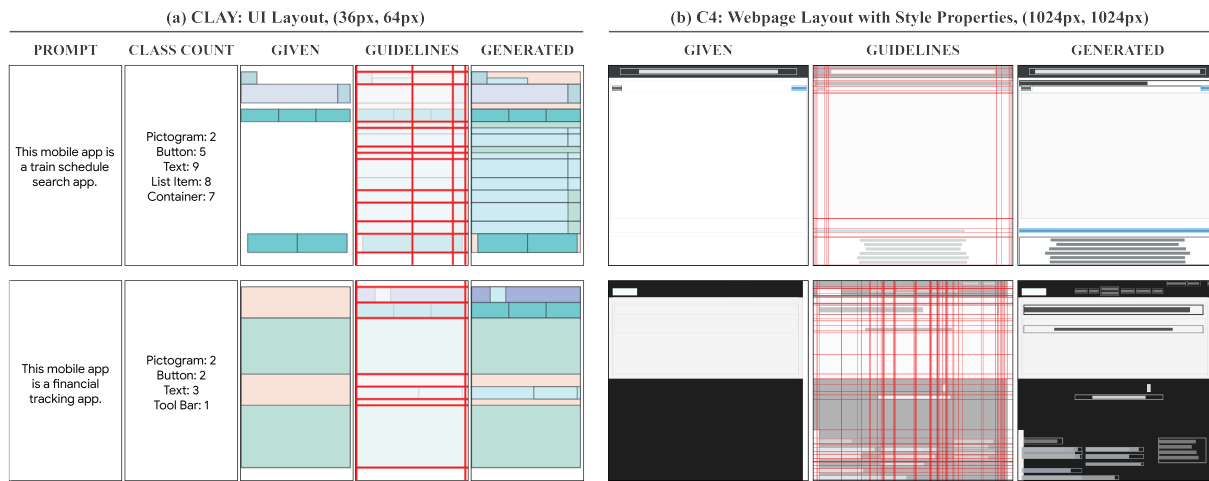 (a) CLAY: UI Layout, (36px, 64px)
PROMPT CLASS COUNT GIVEN GUIDELINES GENERATED
This mobile app is
a train schedule
search app.
Pictogram: 2
Button: 5
Text: 9
List Item: 8
Container: 7
This mobile app
is a financial
tracking app.
Pictogram: 2
Button: 2
Text: 3
Tool Bar: 1
(b) C4: Webpage Layout with Style Properties, (1024px, 1024px)
GIVEN GUIDELINES GENERATED